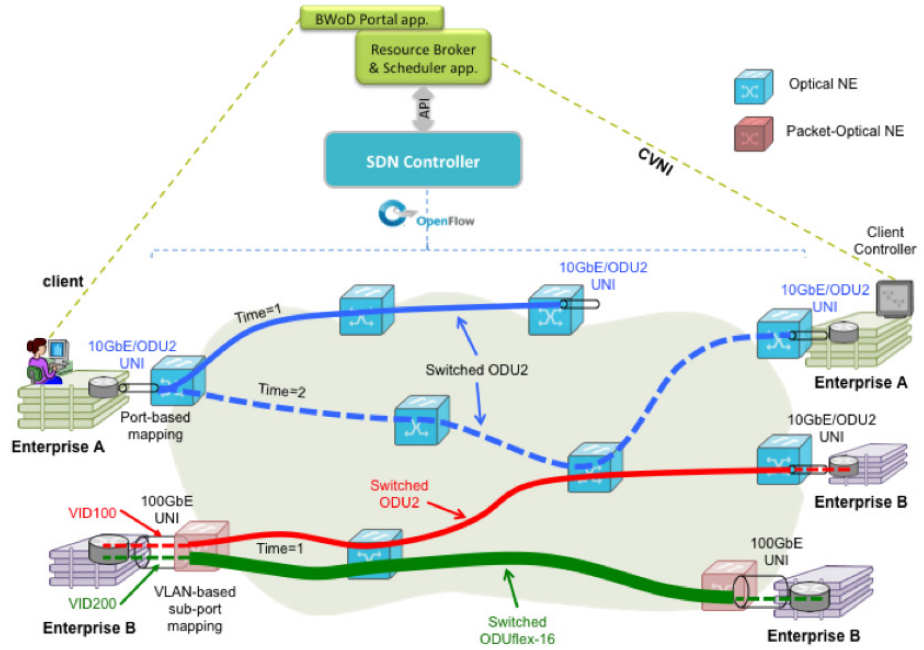 BWoD Portal app.
Resource Broker
& Scheduler app.
API
SDN Controller
OpenFlow
CVNI
Optical NE
Packet-Optical NE
Client
Controller
client
10GbE/ODU2
UNI
10GbE/ODU2
UNI
Time=1
10GbE/ODU2
UNI
Switched ODU2
Time=2
Enterprise A
Port-based
mapping
Enterprise A
10GbE/ODU2
UNI
Switched
ODU2
Enterprise B
VID100
100GbE
UNI
Time=1
100GbE
UNI
VID200
VLAN-based
sub-port
mapping
Enterprise B
Switched
ODUflex-16
Enterprise B